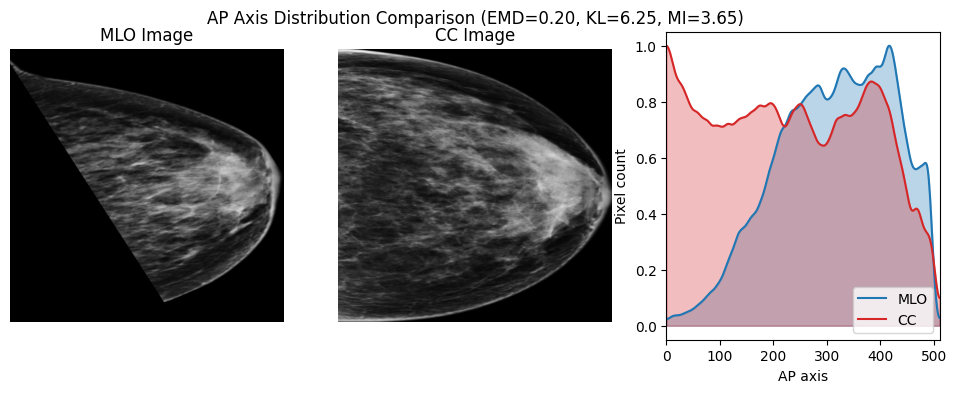 AP Axis Distribution Comparison (EMD=0.20, KL=6.25, MI=3.65)
MLO Image
CC Image
1.0
0.8
0.6
0.4
0.2
0.0
Pixel count
MLO
CC
0 100 200 300 400 500
AP axis